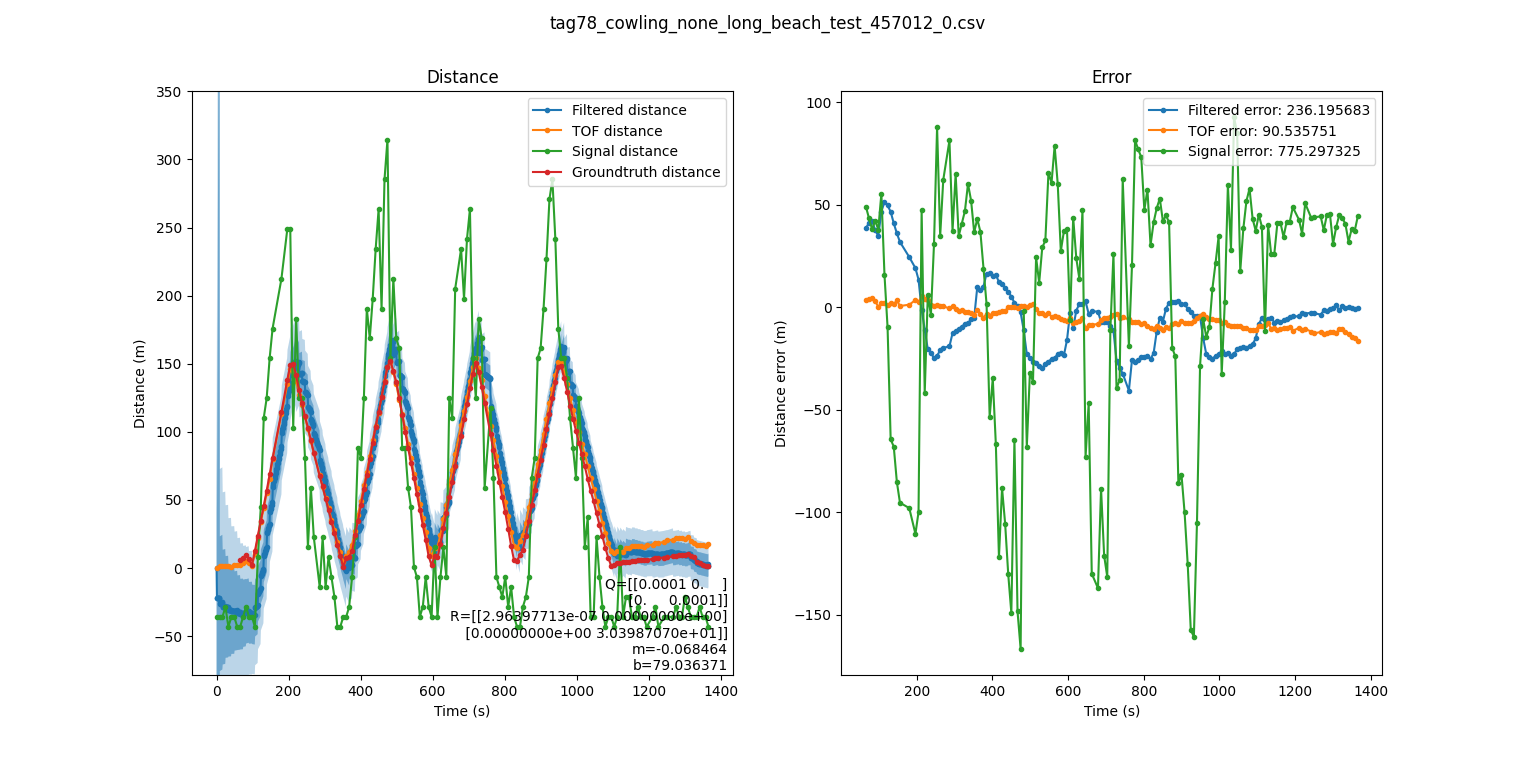 tag78_cowling_none_long_beach_test_457012_0.csv
Distance
Error
350
300
250
200
150
100
50
0
−50
Distance (m)
0
200
400
600
800
1000
1200
1400
Time (s)
Filtered distance
TOF distance
Signal distance
Groundtruth distance
Q=[[0.0001 0.    ]
[0.     0.0001]]
R=[[2.96397713e-07 0.00000000e+00]
[0.00000000e+00 3.03987070e+01]]
m=-0.068464
b=79.036371
100
50
0
−50
−100
−150
Distance error (m)
200
400
600
800
1000
1200
1400
Time (s)
Filtered error: 236.195683
TOF error: 90.535751
Signal error: 775.297325